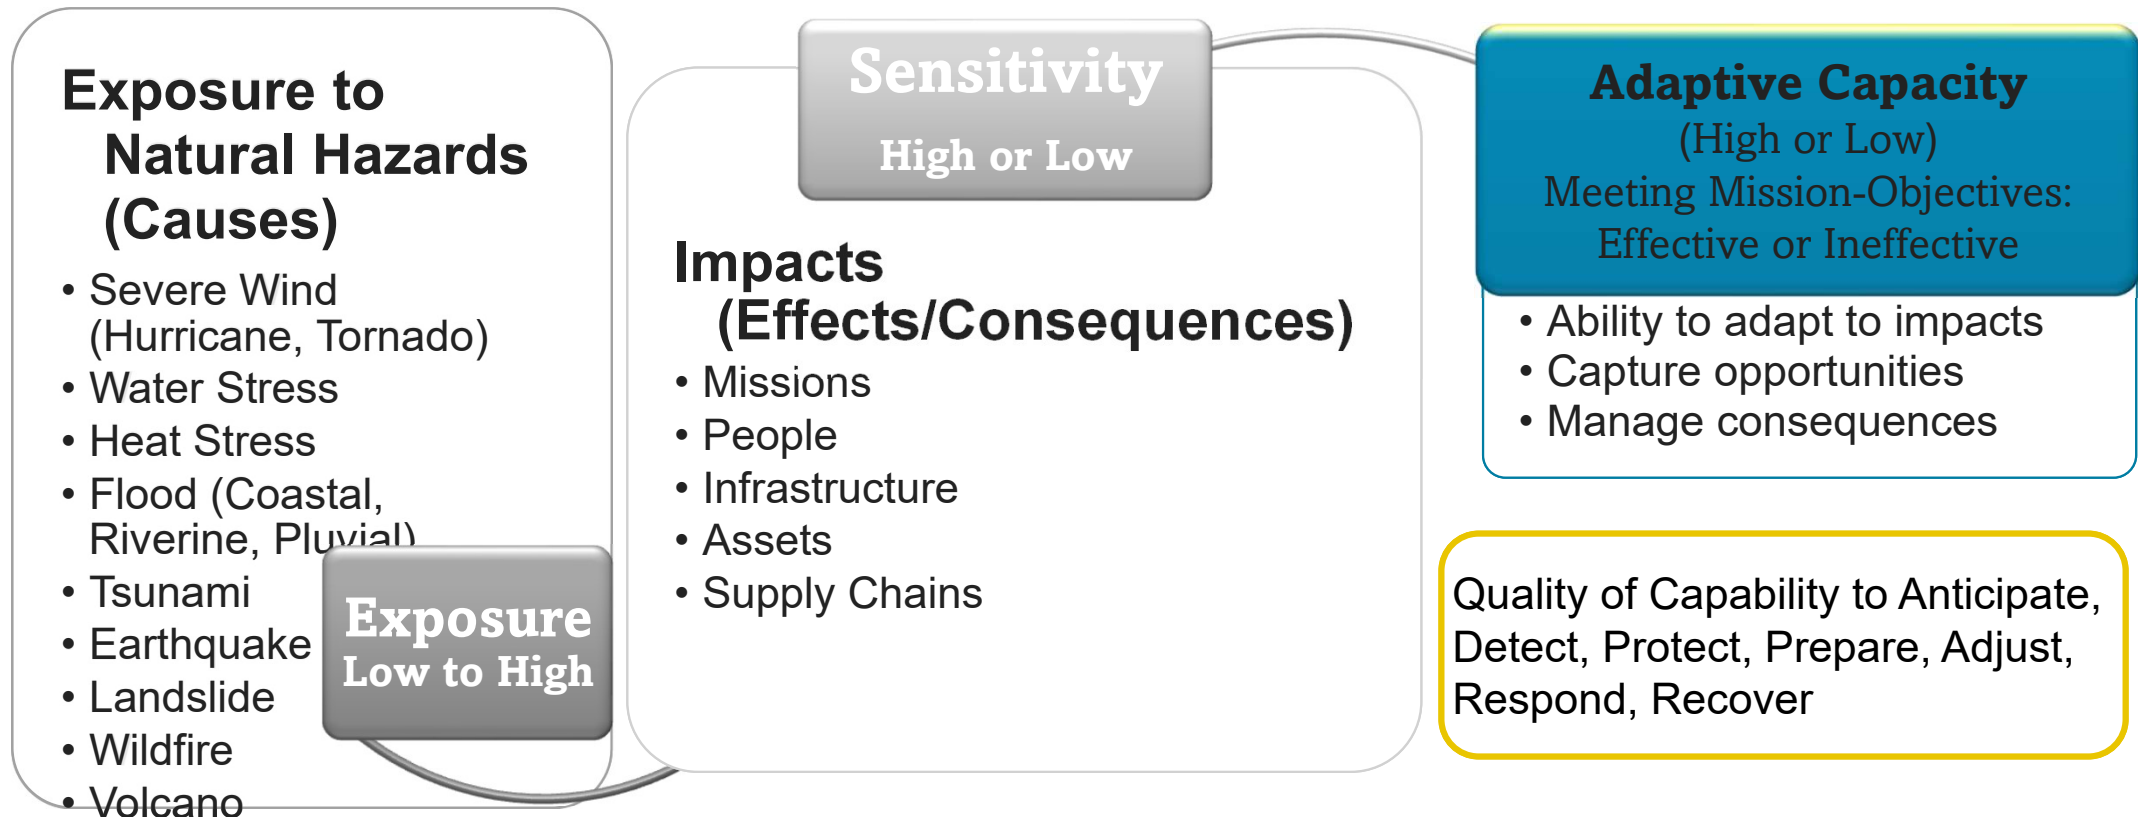 Exposure to
Natural Hazards
(Causes)
• Severe Wind
(Hurricane, Tornado)
• Water Stress
• Heat Stress
• Flood (Coastal,
Riverine, Pluvial)
• Tsunami
• Earthquake
• Landslide
• Wildfire
• Volcano
Exposure
Low to High
Sensitivity
High or Low
Impacts
(Effects/Consequences)
• Missions
• People
• Infrastructure
• Assets
• Supply Chains
Adaptive Capacity
(High or Low)
Meeting Mission-Objectives:
Effective or Ineffective
• Ability to adapt to impacts
• Capture opportunities
• Manage consequences
Quality of Capability to Anticipate,
Detect, Protect, Prepare, Adjust,
Respond, Recover